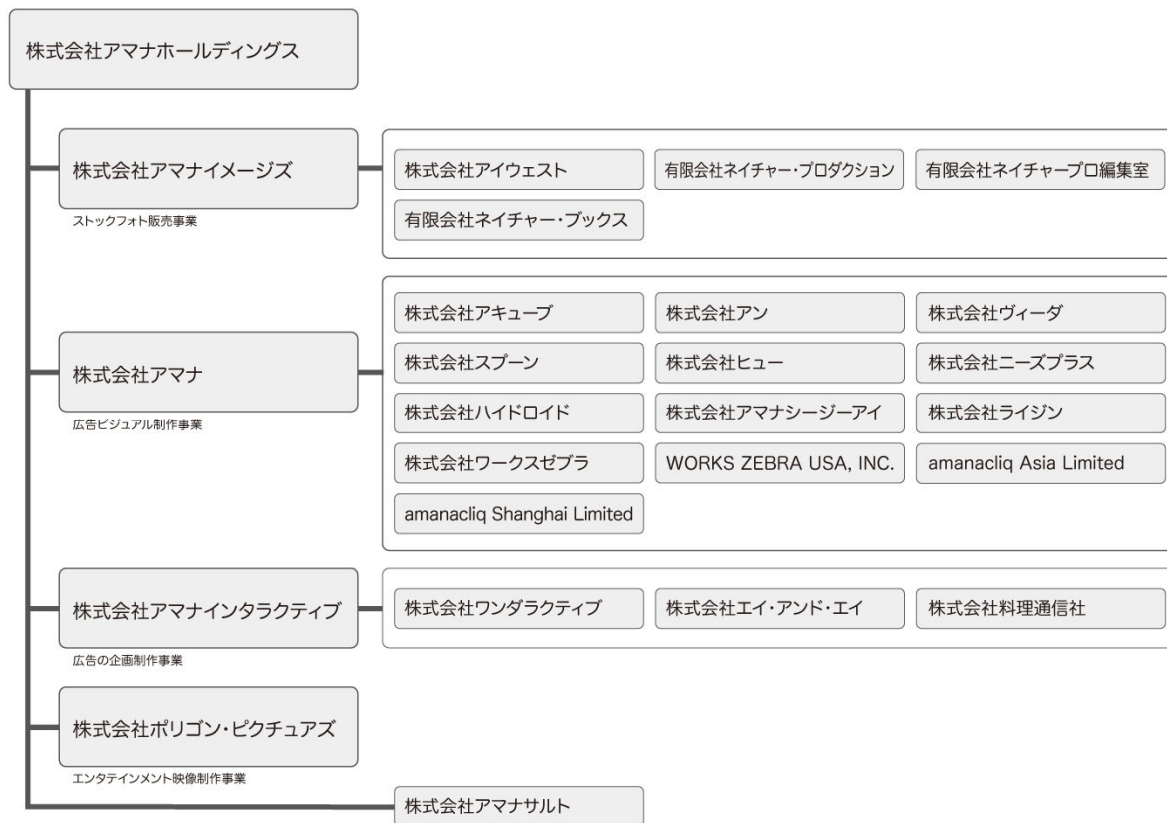 株式会社アマナホールディングス
株式会社アマナイメージズ
ストックフォト販売事業
株式会社アイウェスト
有限会社ネイチャー・プロダクション
有限会社ネイチャープロ編集室
有限会社ネイチャー・ブックス
株式会社アマナ
広告ビジュアル制作事業
株式会社アキューブ
株式会社アン
株式会社ヴィーダ
株式会社スプーン
株式会社ヒュー
株式会社ニーズプラス
株式会社ハイドロイド
株式会社アマナシージーアイ
株式会社ライジン
株式会社ワークスゼブラ
WORKS ZEBRA USA, INC.
amanacliq Asia Limited
amanacliq Shanghai Limited
株式会社アマナインタラクティブ
広告の企画制作事業
株式会社ワンダラクティブ
株式会社エイ・アンド・エイ
株式会社料理通信社
株式会社ポリゴン・ピクチュアズ
エンタテインメント映像制作事業
株式会社アマナサルト